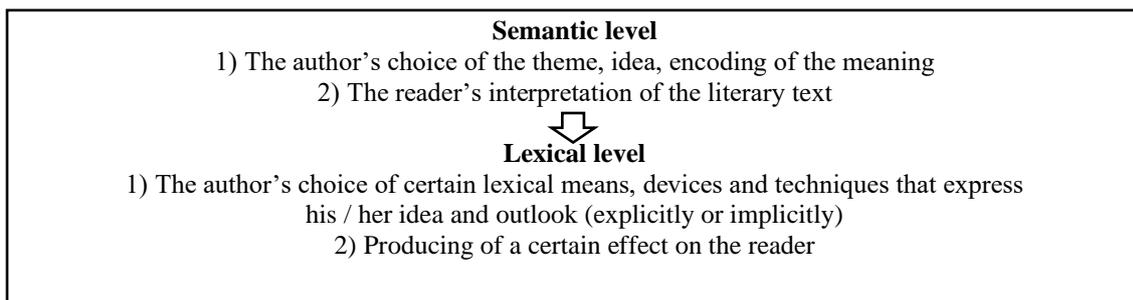 Semantic level
1) The author’s choice of the theme, idea, encoding of the meaning
2) The reader’s interpretation of the literary text
Lexical level
1) The author’s choice of certain lexical means, devices and techniques that express
his / her idea and outlook (explicitly or implicitly)
2) Producing of a certain effect on the reader